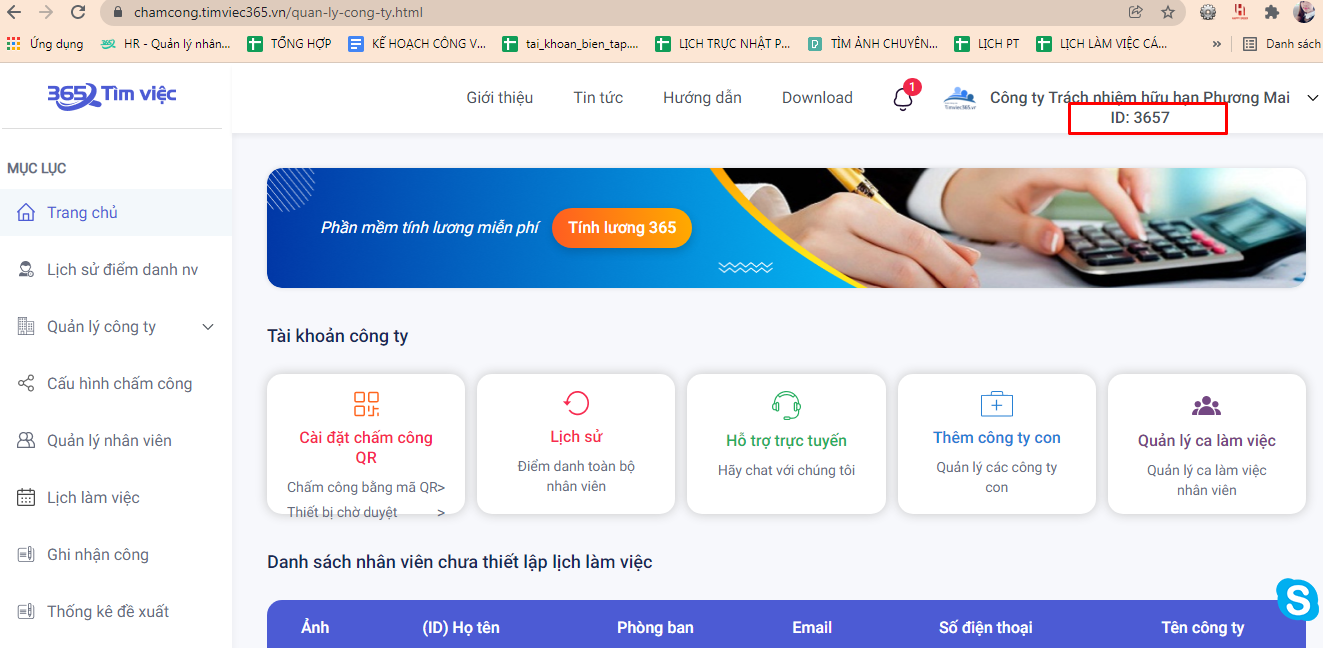 chamcong.timviec365.vn/quan-ly-cong-ty.html
Ứng dụng
HR - Quản lý nhân...
TỔNG HỢP
KẾ HOẠCH CÔNG V...
tai_khoan_bien_tap....
LỊCH TRỰC NHẬT P...
TÌM ẢNH CHUYÊN...
LỊCH PT
LỊCH LÀM VIỆC CÁ...
»
Danh sách
365 Tìm việc
Giới thiệu
Tin tức
Hướng dẫn
Download
1
Công ty Trách nhiệm hữu hạn Phương Mai
ID: 3657
MỤC LỤC
Trang chủ
Lịch sử điểm danh nv
Quản lý công ty
Cấu hình chấm công
Quản lý nhân viên
Lịch làm việc
Ghi nhận công
Thống kê đề xuất
Phần mềm tính lương miễn phí
Tính lương 365
Tài khoản công ty
Cài đặt chấm công
QR
Chấm công bằng mã QR>
Thiết bị chờ duyệt >
Lịch sử
Điểm danh toàn bộ
nhân viên
Hỗ trợ trực tuyến
Hãy chat với chúng tôi
Thêm công ty con
Quản lý các công ty
con
Quản lý ca làm việc
Quản lý ca làm việc
nhân viên
Danh sách nhân viên chưa thiết lập lịch làm việc
Ảnh
(ID) Họ tên
Phòng ban
Email
Số điện thoại
Tên công ty